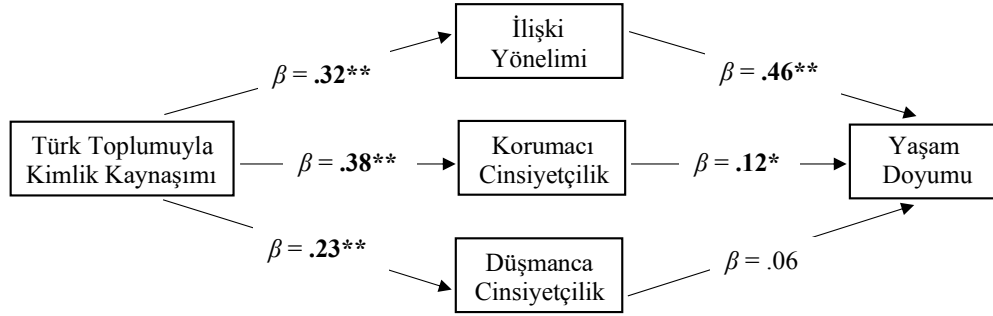 İlişki
Yönelimi
β = .32**
β = .46**
Türk Toplumuyla
Kimlik Kaynaşımı
β = .38**
Korumacı
Cinsiyetçilik
β = .12*
Yaşam
Doyumu
β = .23**
Düşmanca
Cinsiyetçilik
β = .06